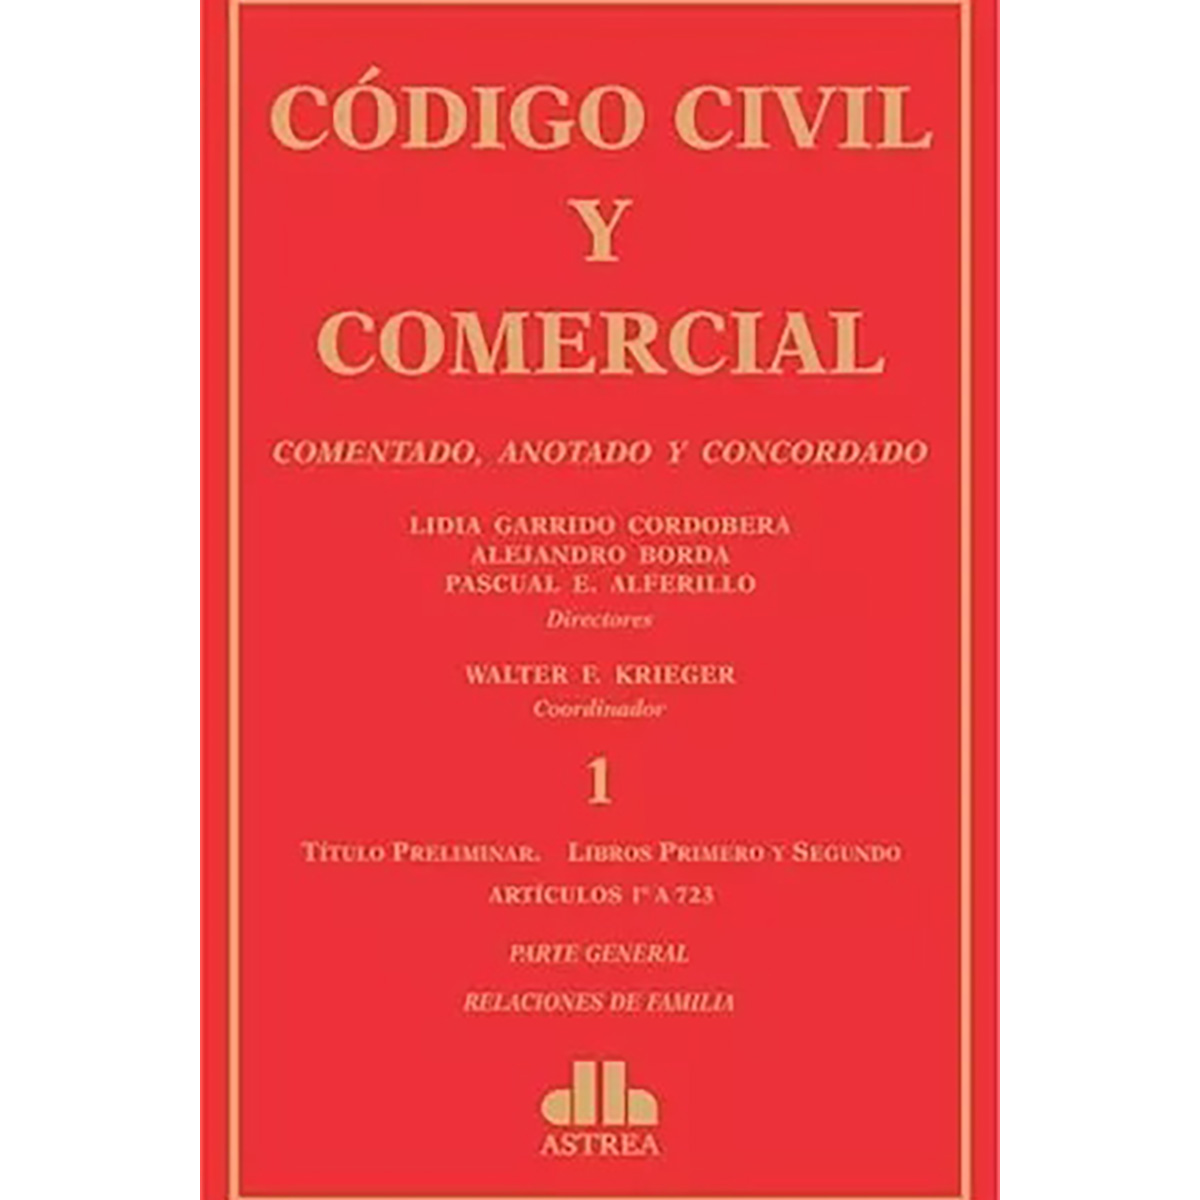 CÓDIGO CIVIL
Y
COMERCIAL
COMENTADO, ANOTADO Y CONCORDADO
LIDIA GARRIDO CORDOBERA
ALEJANDRO BORDA
PASCUAL E. ALFERILLO
Directores
WALTER F. KRIEGER
Coordinador
1
TÍTULO PRELIMINAR. LIBROS PRIMERO Y SEGUNDO
ARTÍCULOS 1º A 723
PARTE GENERAL
RELACIONES DE FAMILIA
ASTREA